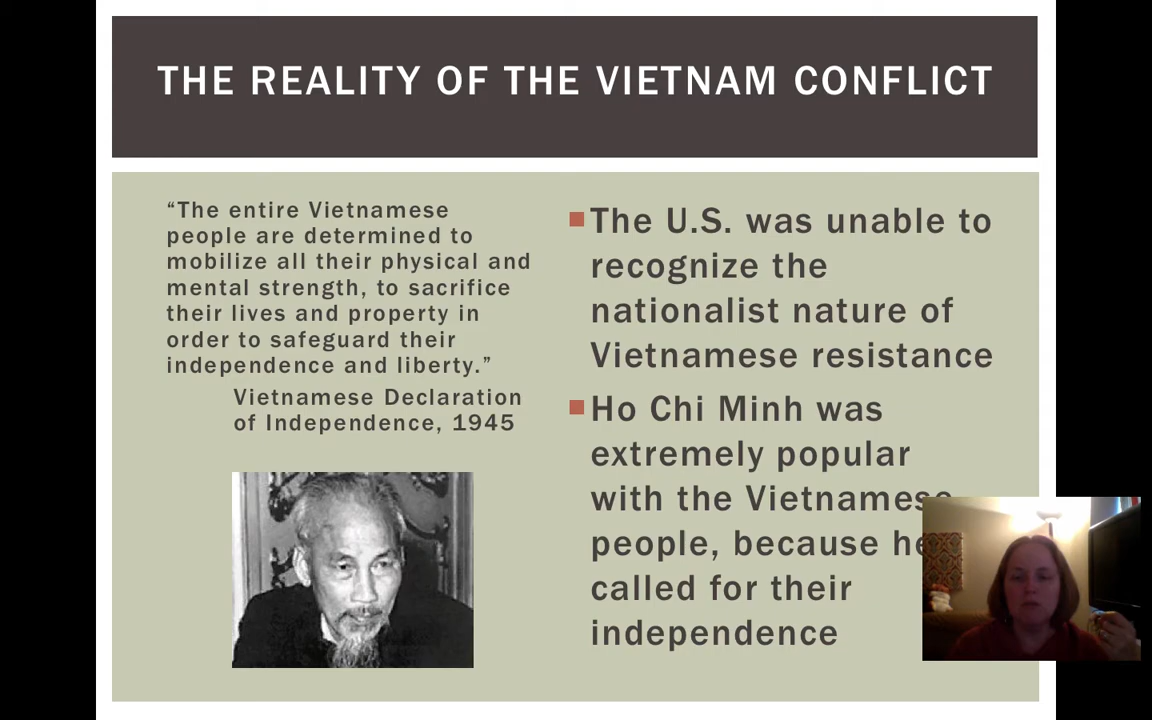 THE REALITY OF THE VIETNAM CONFLICT
“The entire Vietnamese
people are determined to
mobilize all their physical and
mental strength, to sacrifice
their lives and property in
order to safeguard their
independence and liberty.”
Vietnamese Declaration
of Independence, 1945
The U.S. was unable to
recognize the
nationalist nature of
Vietnamese resistance
Ho Chi Minh was
extremely popular
with the Vietnamese
people, because he
called for their
independence